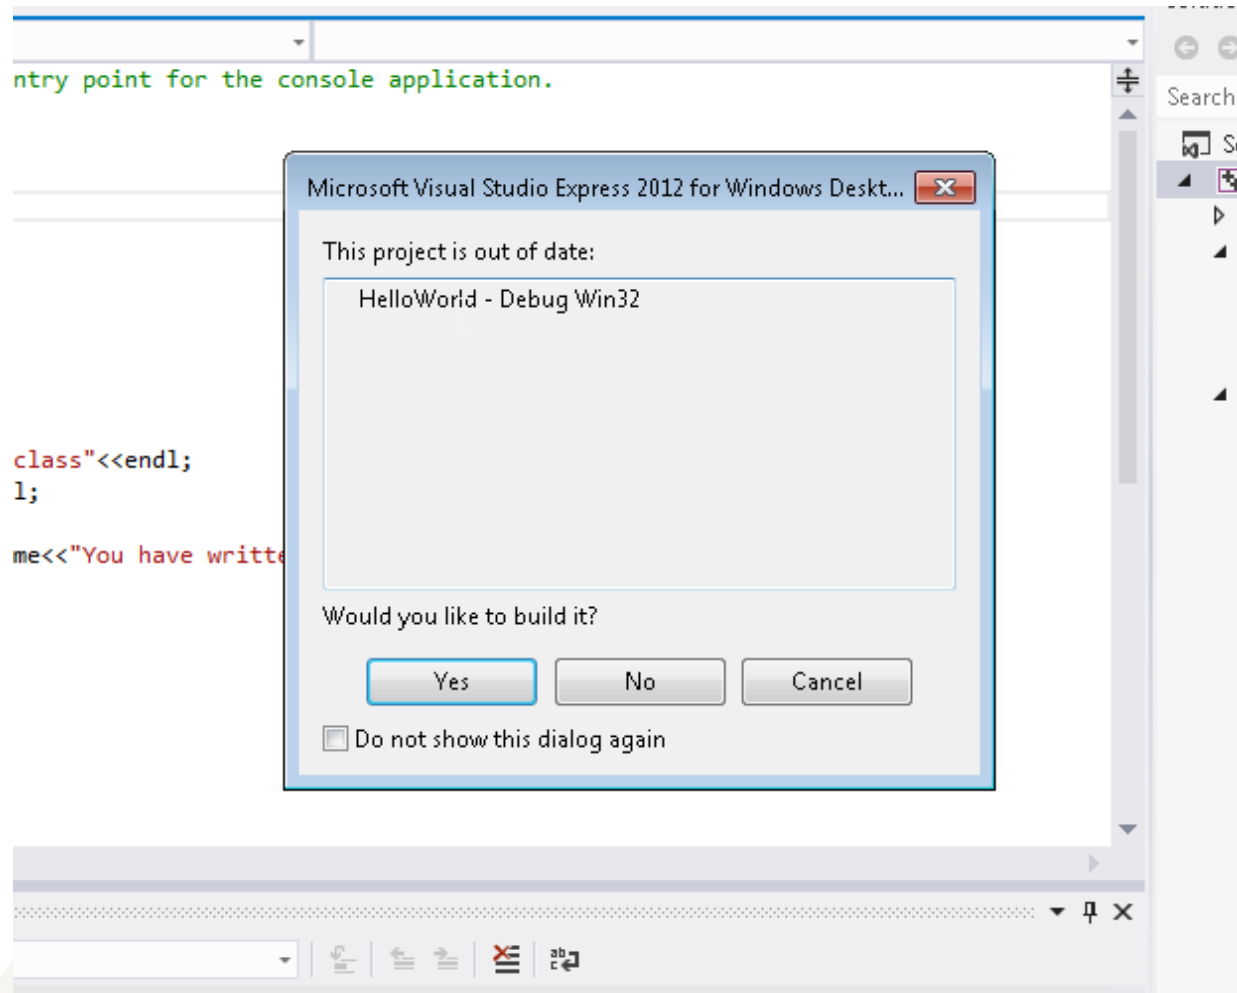 ntry point for the console application.
Search
Microsoft Visual Studio Express 2012 for Windows Deskt...
This project is out of date:
HelloWorld - Debug Win32
class"<<endl;
l;
me<<"You have writte
Would you like to build it?
Yes
No
Cancel
Do not show this dialog again